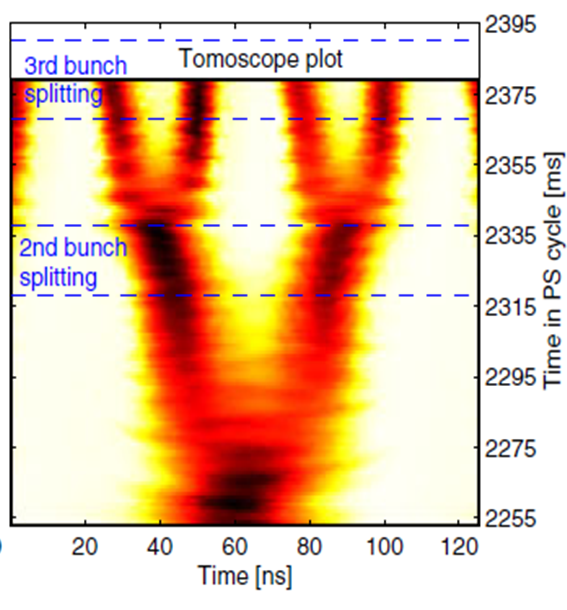 Tomoscope plot
3rd bunch
splitting
2nd bunch
splitting
2395
2375
2355
2335
2315
2295
2275
2255
Time in PS cycle [ms]
20 40 60 80 100 120
Time [ns]